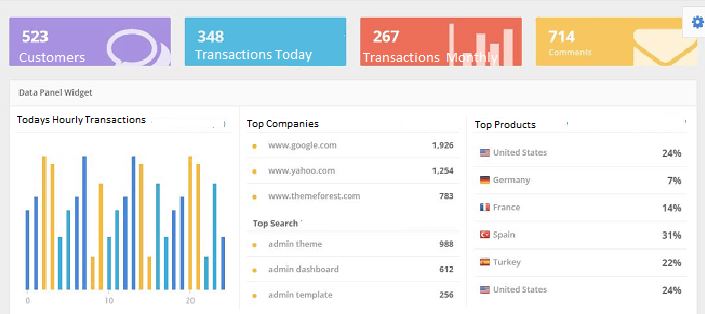 523
Customers
348
Transactions Today
267
Transactions Monthly
714
Comments
Data Panel Widget
Todays Hourly Transactions
0 10 20
Top Companies
www.google.com 1,926
www.yahoo.com 1,254
www.themeforest.com 783
Top Search
admin theme 988
admin dashboard 612
admin template 256
Top Products
United States 24%
Germany 7%
France 14%
Spain 31%
Turkey 22%
United States 24%